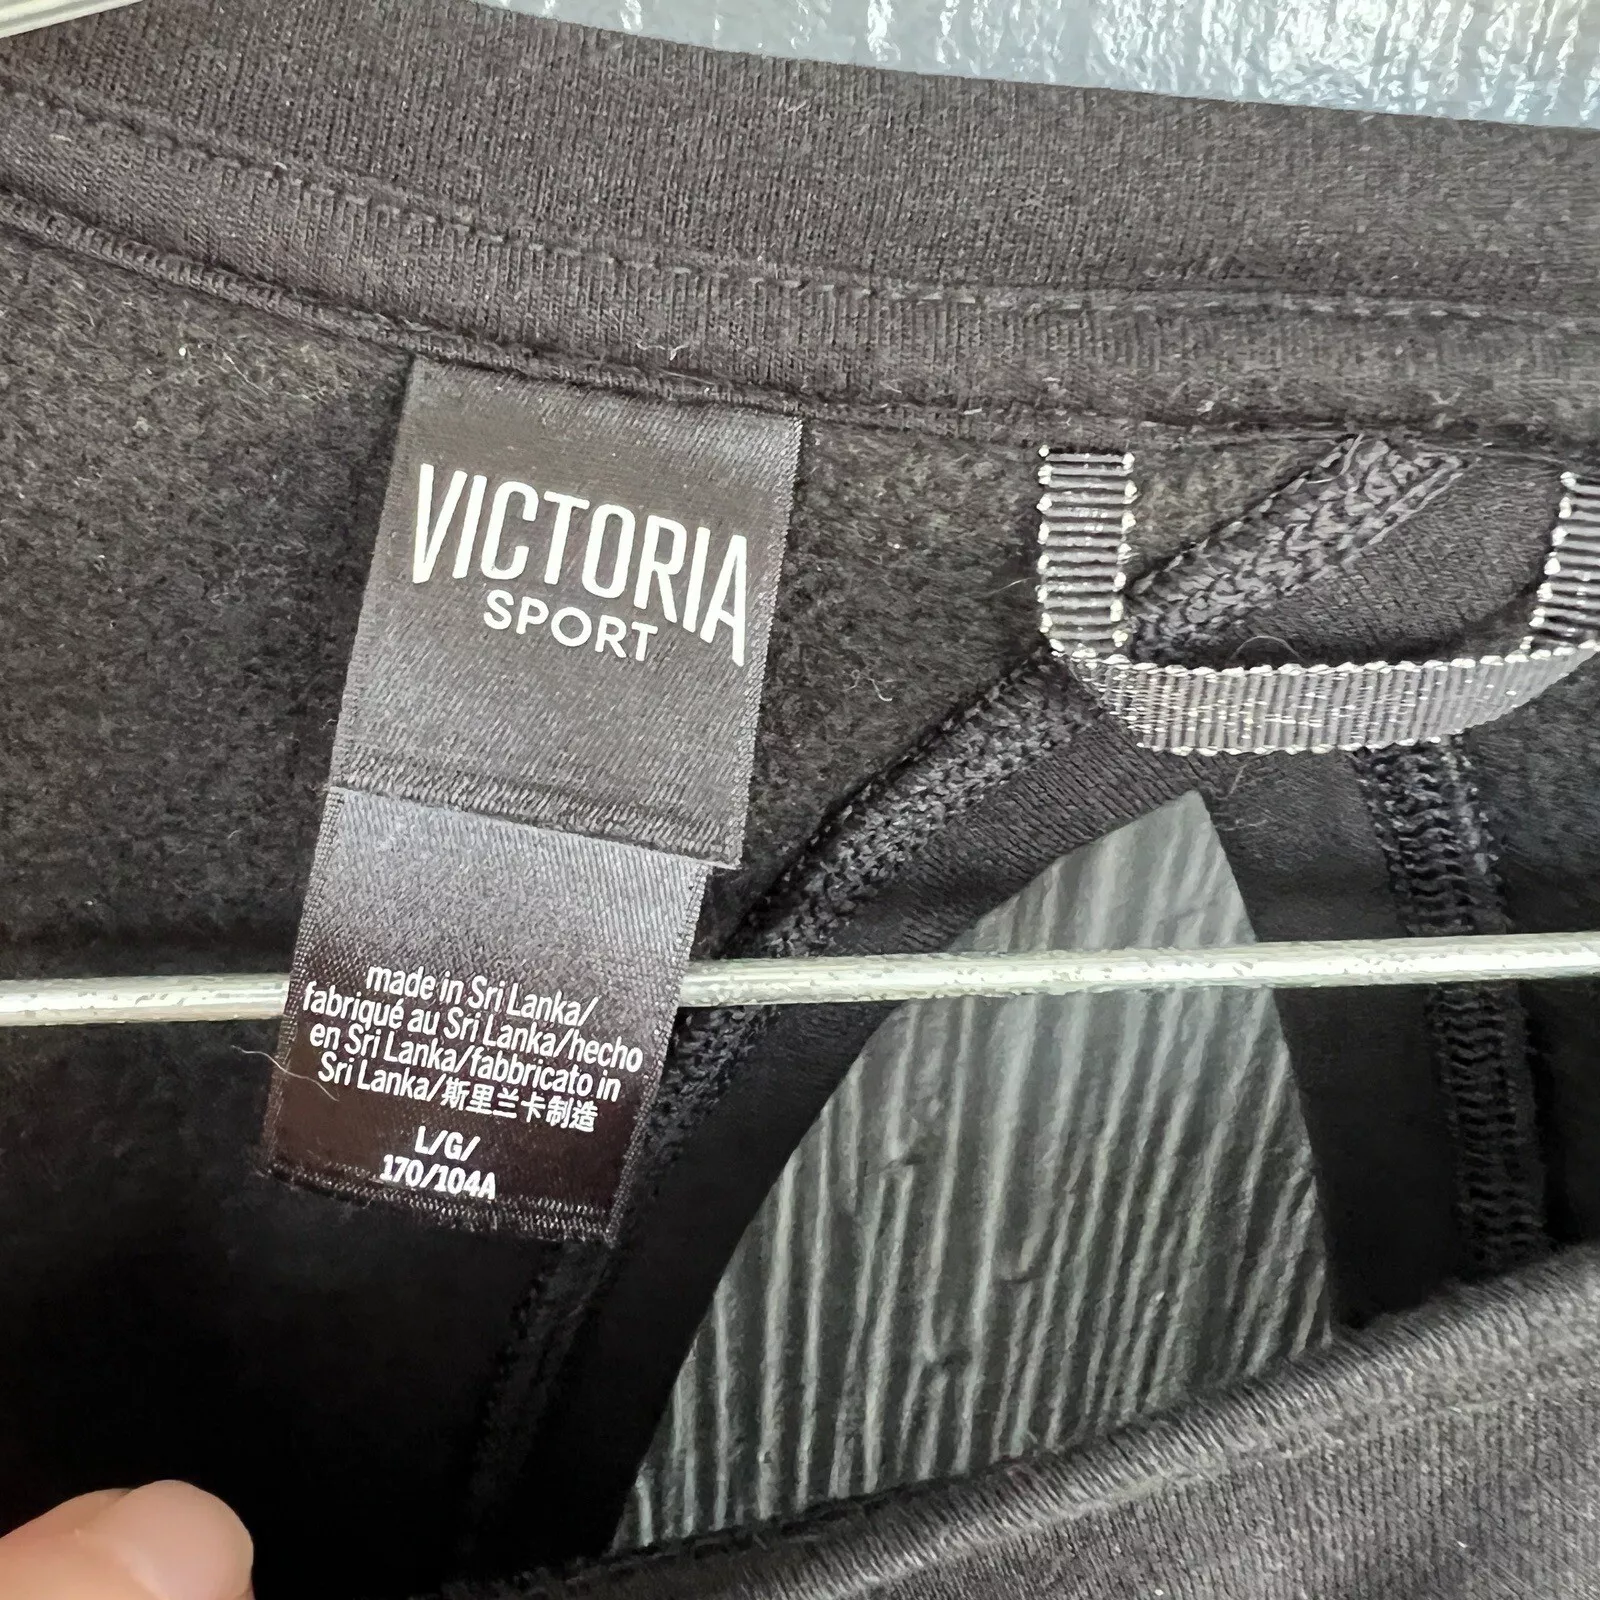 VICTORIA
SPORT
made in Sri Lanka/
fabriqué au Sri Lanka/hecho
en Sri Lanka/fabbricato in
Sri Lanka/斯里兰卡制造
L/G/
170/104A